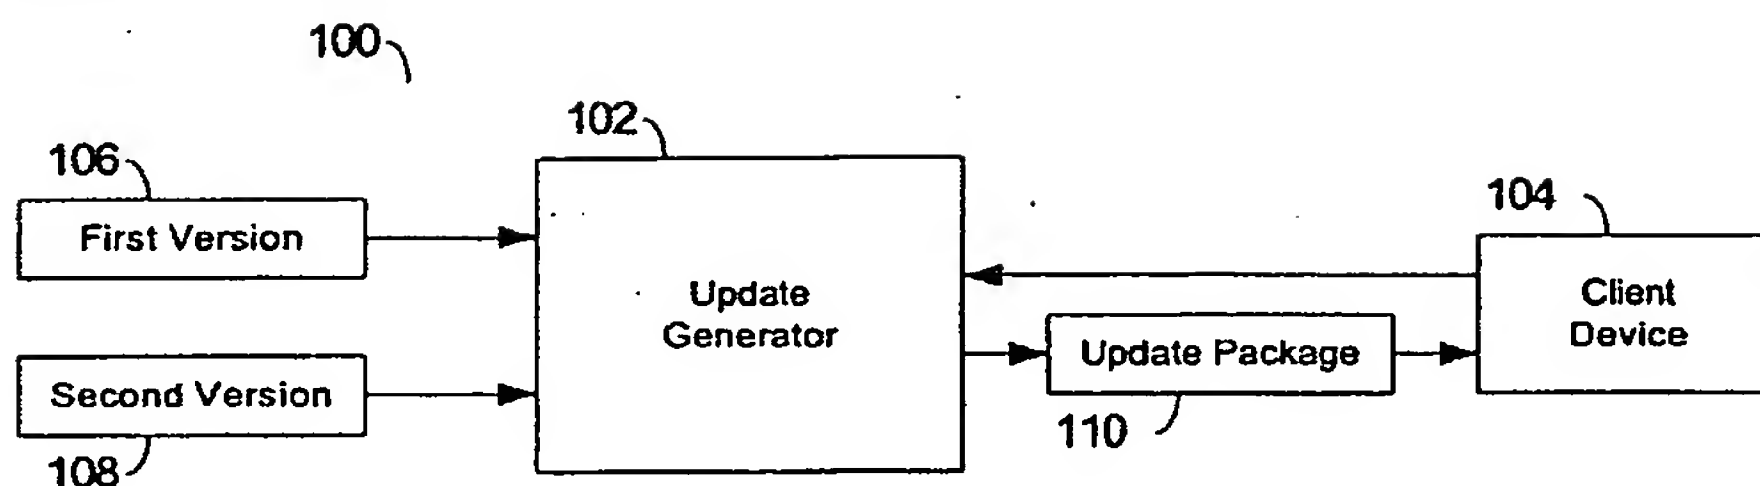 100
102
106
First Version
104
Update
Generator
Client
Device
Update Package
Second Version
110
108